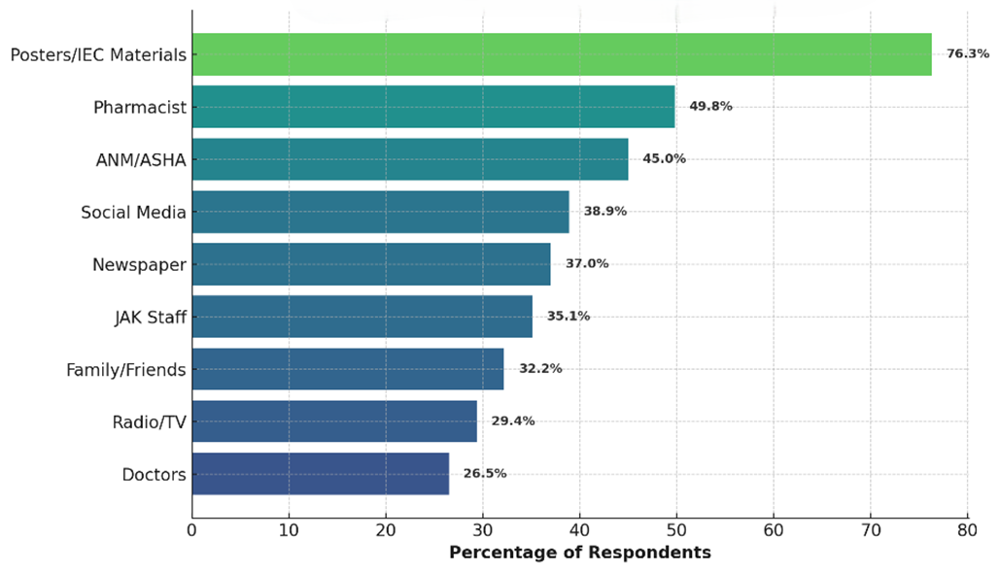 Posters/IEC Materials 76.3%
Pharmacist 49.8%
ANM/ASHA 45.0%
Social Media 38.9%
Newspaper 37.0%
JAK Staff 35.1%
Family/Friends 32.2%
Radio/TV 29.4%
Doctors 26.5%
0 10 20 30 40 50 60 70 80
Percentage of Respondents